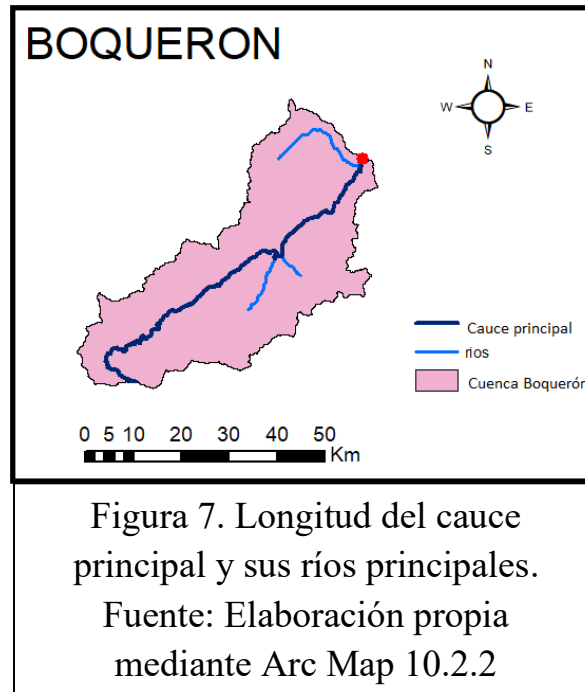 BOQUERON
N
W E
S
Cauce principal
rios
Cuenca Boquerón
0 5 10 20 30 40 50
Km
Figura 7. Longitud del cauce
principal y sus ríos principales.
Fuente: Elaboración propia
mediante Arc Map 10.2.2